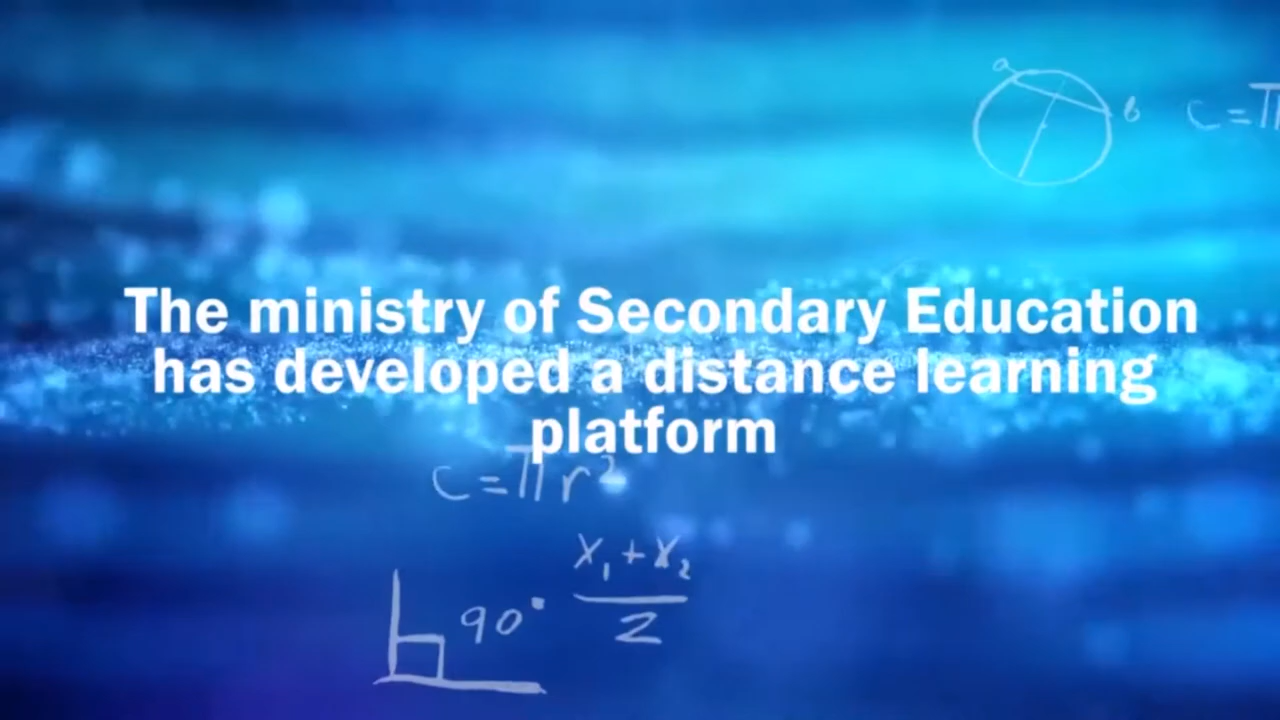 a
b c=π
The ministry of Secondary Education
has developed a distance learning
platform
c=πr²
x₁+x₂
90°
2